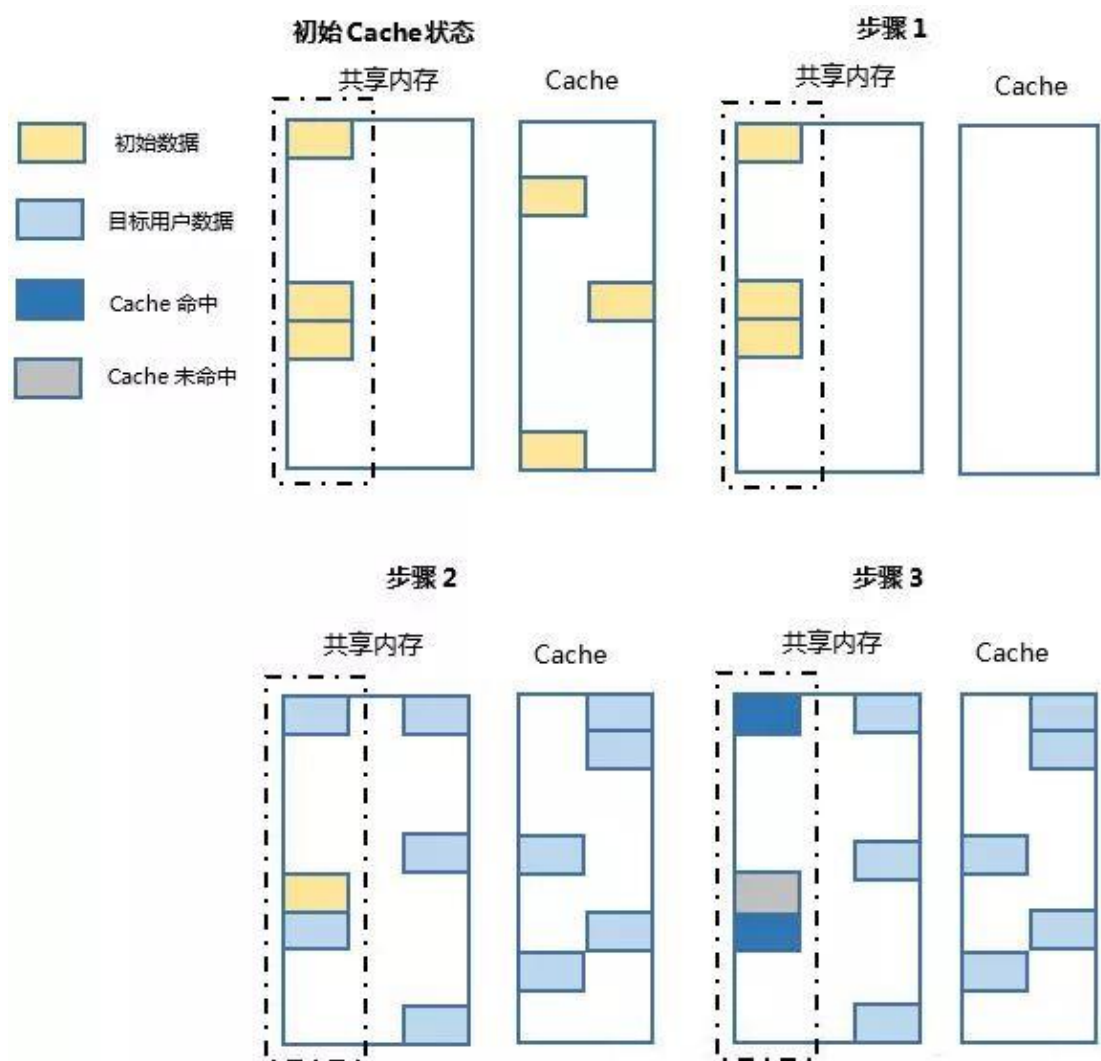 初始Cache状态
步骤 1
共享内存
Cache
共享内存
Cache
初始数据
目标用户数据
Cache 命中
Cache 未命中
步骤 2
步骤 3
共享内存
Cache
共享内存
Cache